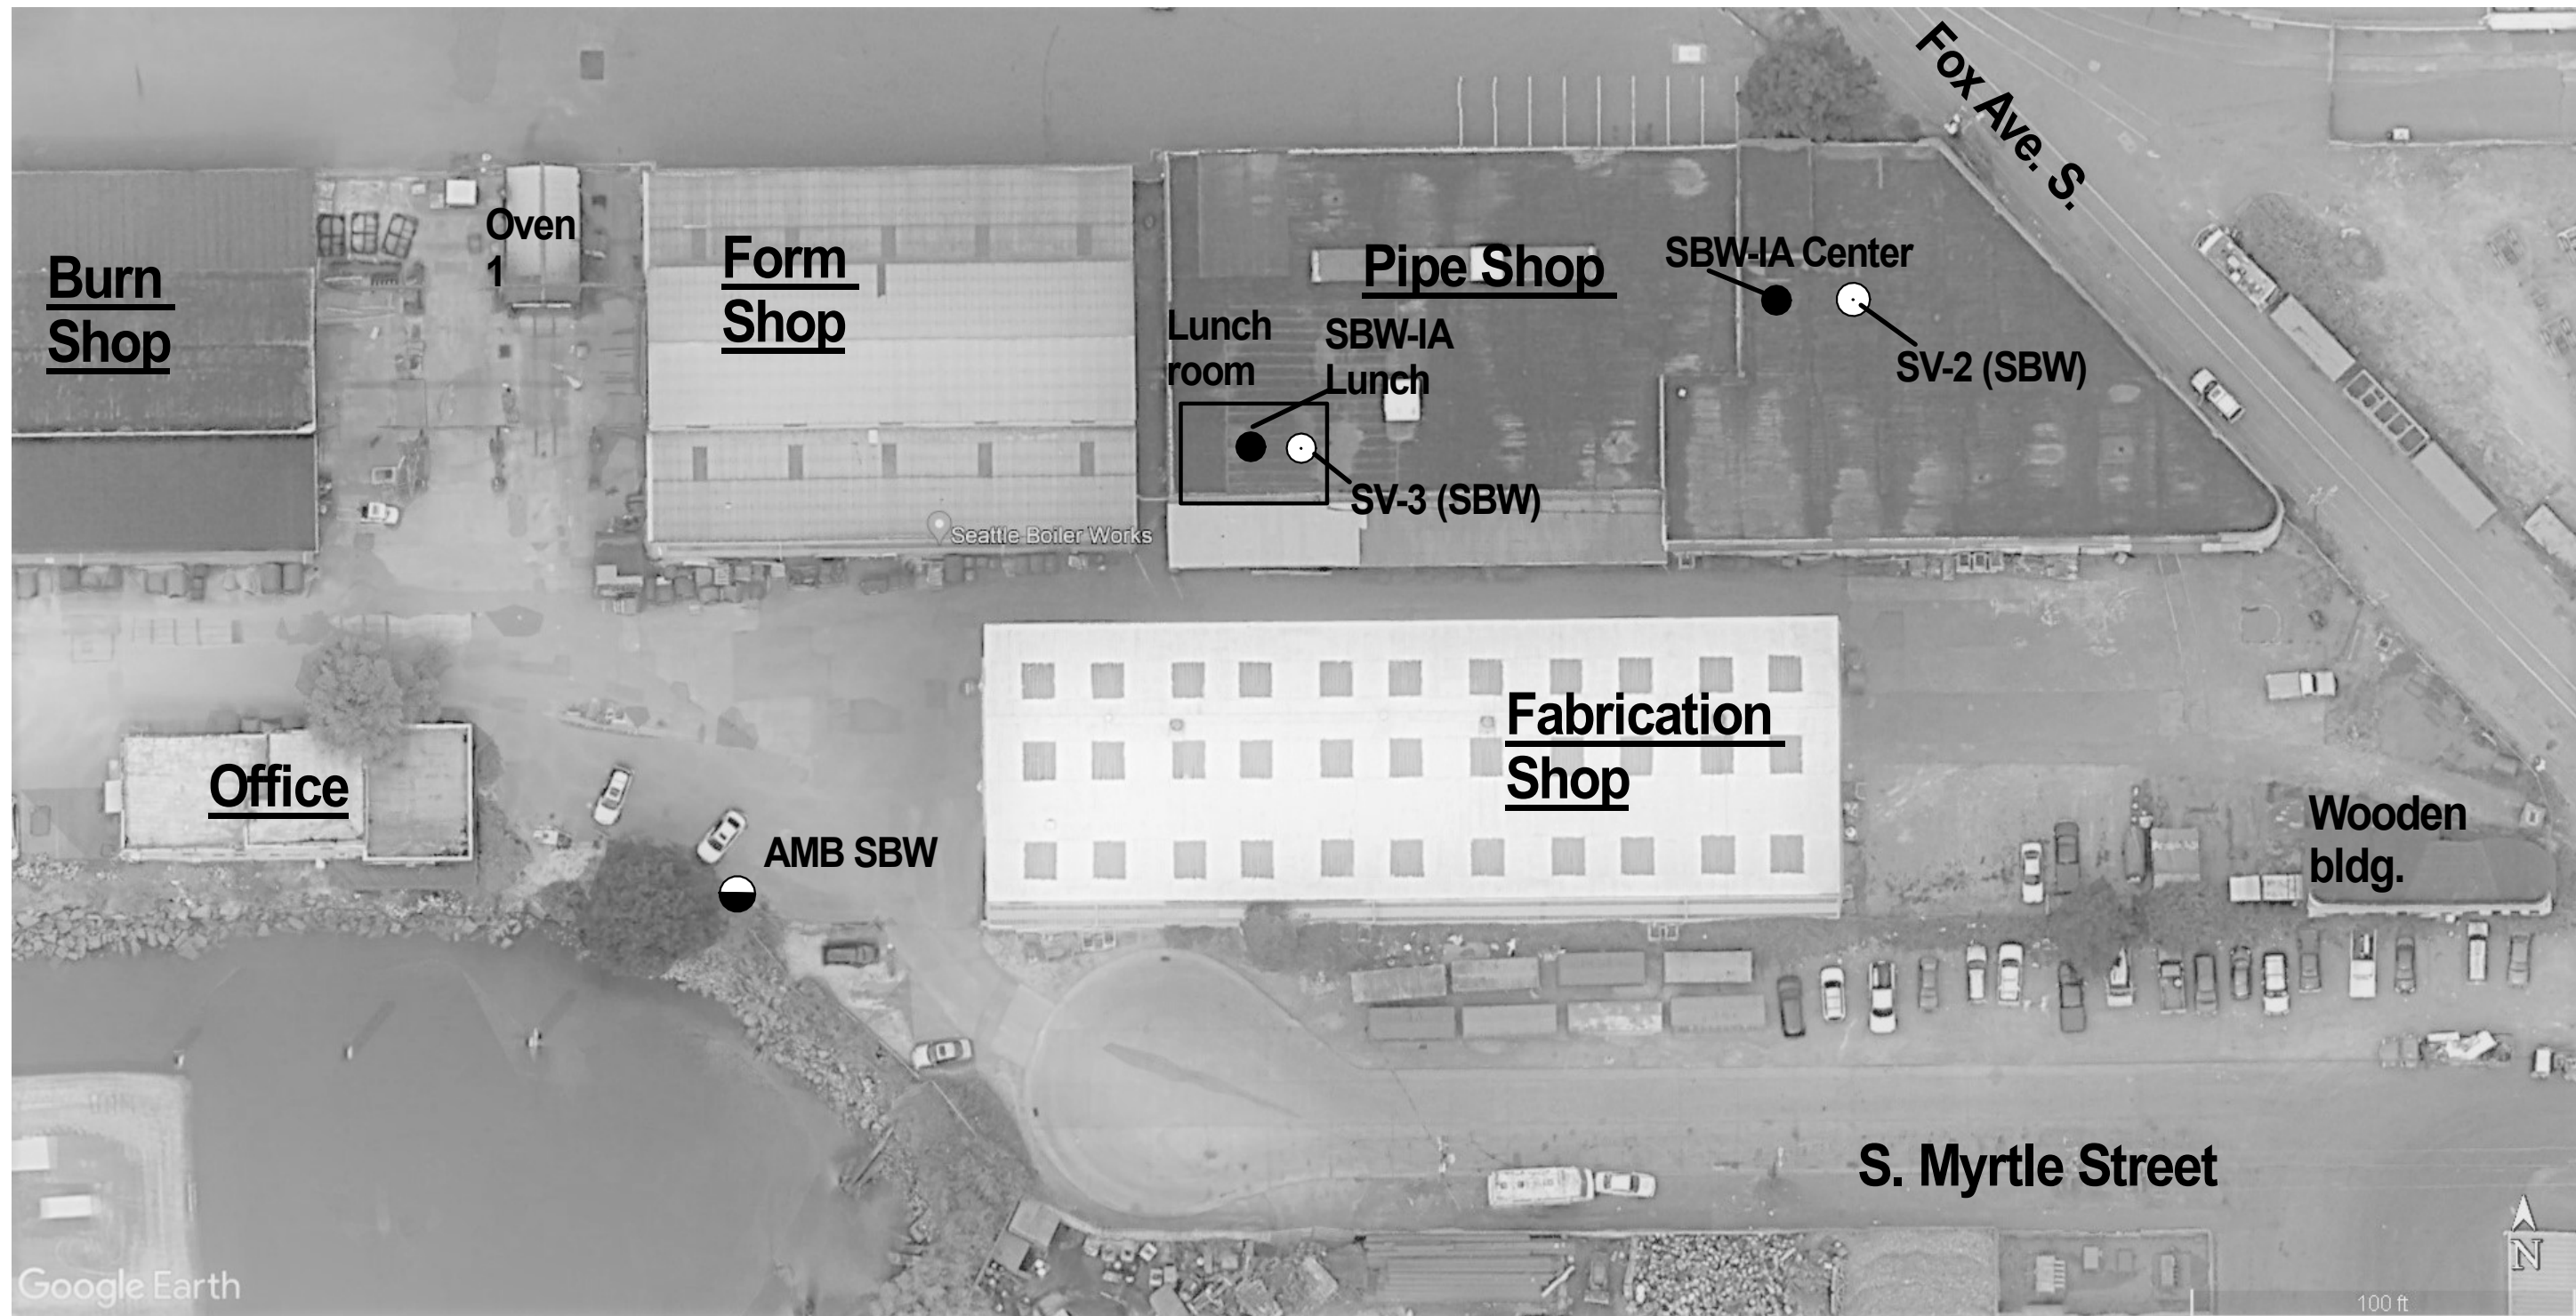 Fox Ave. S.
Oven
1
Burn
Shop
Form
Shop
Pipe Shop
SBW-IA Center
Lunch
room
SBW-IA
Lunch
SV-2 (SBW)
SV-3 (SBW)
Seattle Boiler Works
Fabrication
Shop
Office
AMB SBW
Wooden
bldg.
S. Myrtle Street
N
Google Earth
100 ft